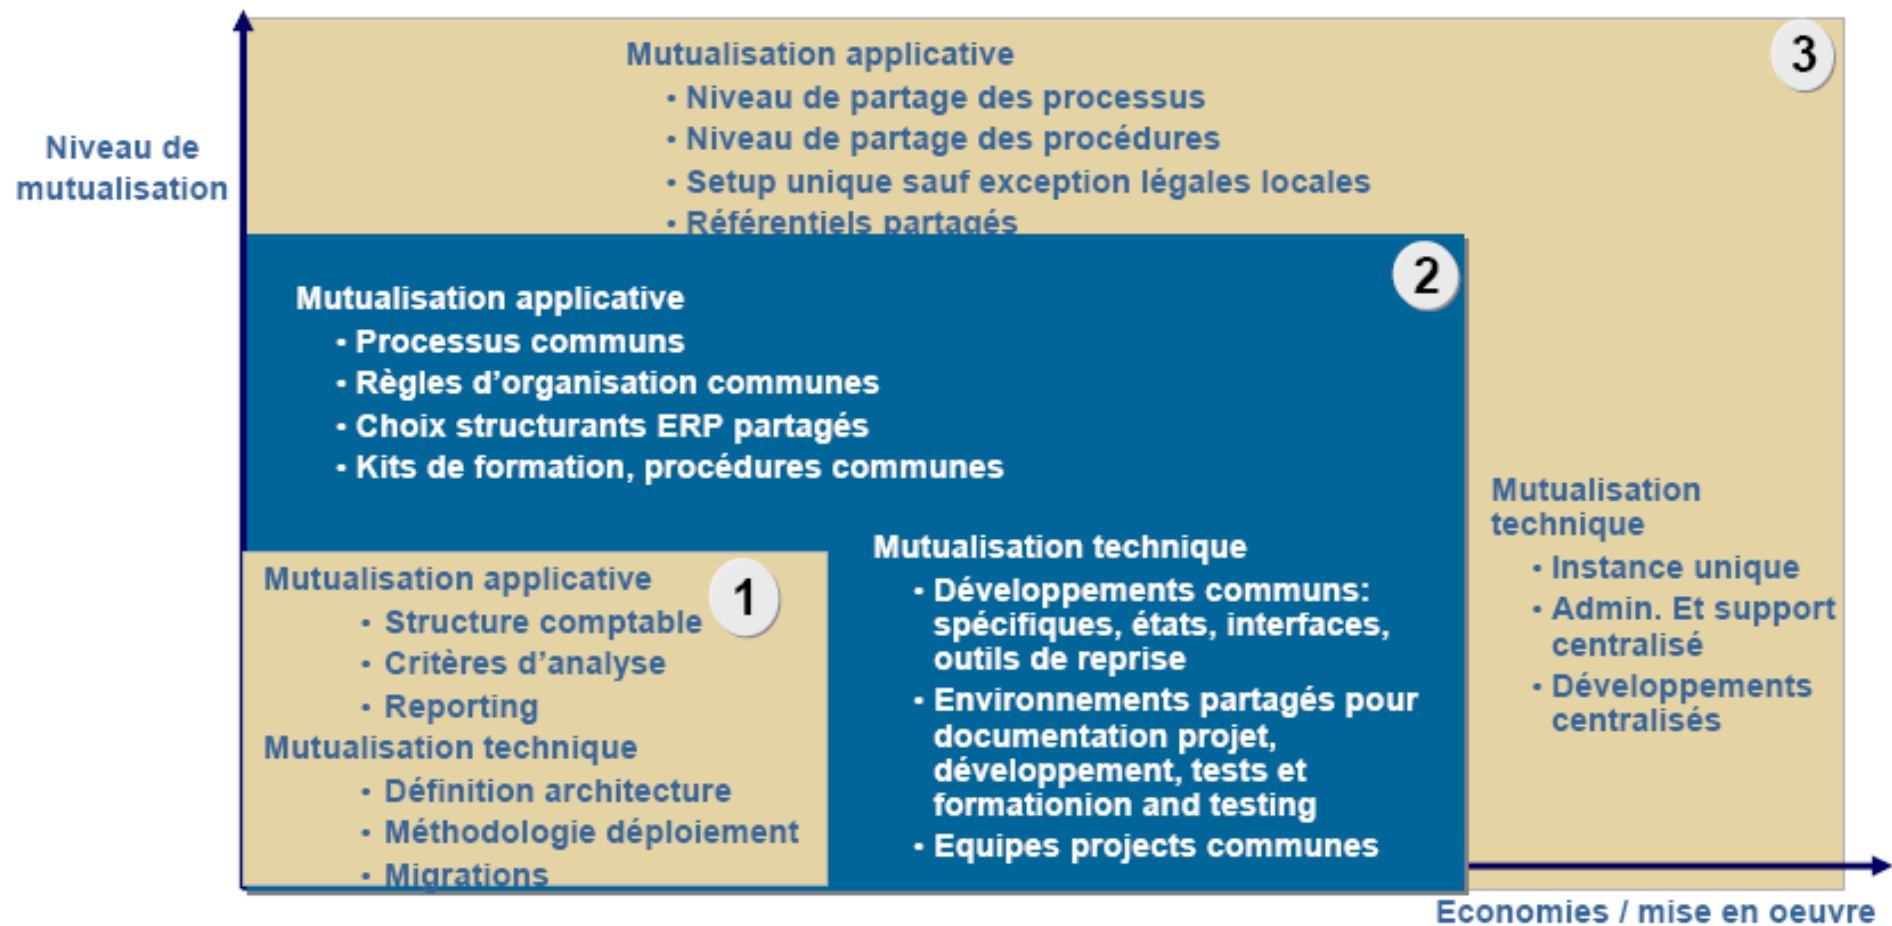 Niveau de
mutualisation
Mutualisation applicative
• Niveau de partage des processus
• Niveau de partage des procédures
• Setup unique sauf exception légales locales
• Référentiels partagés
3
2
Mutualisation applicative
• Processus communs
• Règles d’organisation communes
• Choix structurants ERP partagés
• Kits de formation, procédures communes
Mutualisation applicative
1
• Structure comptable
• Critères d’analyse
• Reporting
Mutualisation technique
• Définition architecture
• Méthodologie déploiement
• Migrations
Mutualisation technique
• Développements communs:
spécifiques, états, interfaces,
outils de reprise
• Environnements partagés pour
documentation projet,
développement, tests et
formationion and testing
• Equipes projects communes
Mutualisation
technique
• Instance unique
• Admin. Et support
centralisé
• Développements
centralisés
Economies / mise en oeuvre